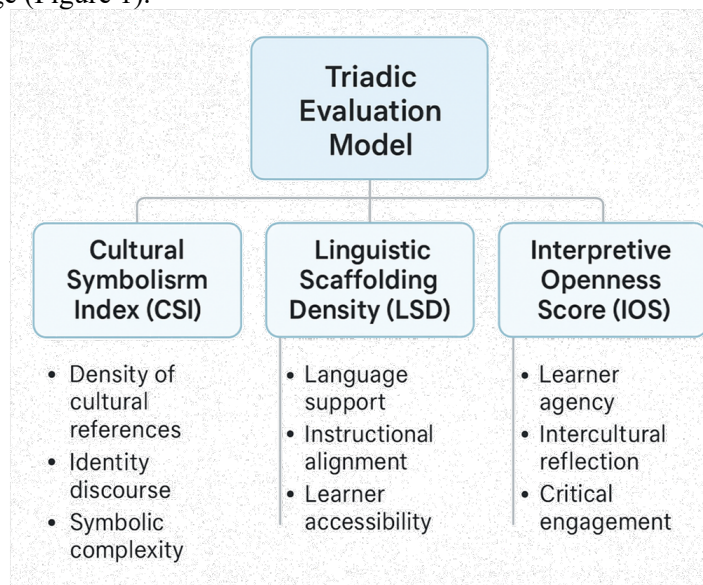 ge (Figure 1).
Triadic
Evaluation
Model
Cultural
Symbolisrm
Index (CSI)
Linguistic
Scaffolding
Density (LSD)
Interpretive
Openness
Score (IOS)
• Density of
cultural
references
• Identity
discourse
• Symbolic
complexity
• Language
support
• Instructional
alignment
• Learner
accessibility
• Learner
agency
• Intercultural
reflection
• Critical
engagement